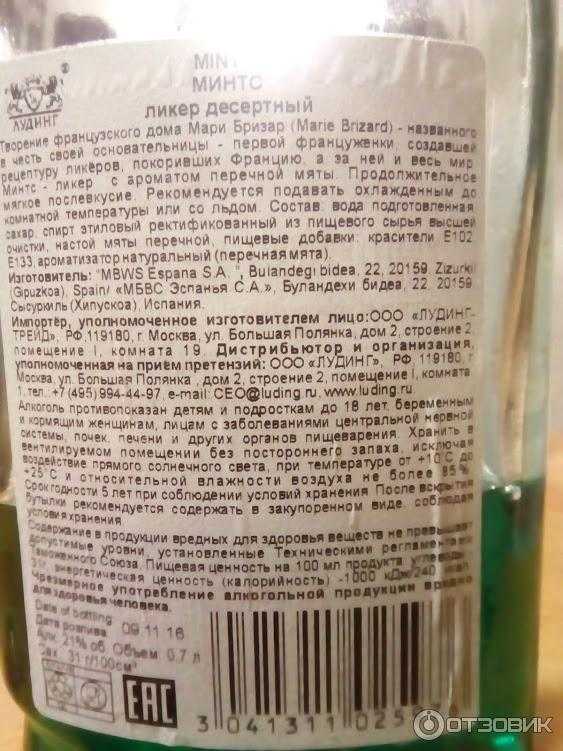 ЛУДИНГ
®
MINT
МИНТС
ликер десертный
Творение французского дома Мари Бризар (Marie Brizard) - названного
в честь своей основательницы - первой француженки, создавшей
рецептуру ликёров, покоривших Францию, а за ней и весь мир.
Минтс - ликер с ароматом перечной мяты. Продолжительное
мягкое послевкусие. Рекомендуется подавать охлажденным до
комнатной температуры или со льдом. Состав: вода подготовленная
сахар, спирт этиловый ректификованный из пищевого сырья высшей
очистки, настой мяты перечной, пищевые добавки: красители Е102,
Е133, ароматизатор натуральный (перечная мята).
Изготовитель: "MBWS Espana S.A. ", Bulandegi bidea, 22, 20159, Zizurkil
(Gipuzkoa), Spain/ «МБВС Эспанья С.А.», Буландехи бидеа, 22, 20159,
Сысуркиль (Хипускоа), Испания.
Импортёр, уполномоченное изготовителем лицо:ООО «ЛУДИНГ-
ТРЕЙД», РФ,119180, г. Москва, ул. Большая Полянка, дом 2, строение 2,
помещение I, комната 19. Дистрибьютор и организация,
уполномоченная на приём претензий: ООО «ЛУДИНГ», РФ, 119180, г
Москва, ул. Большая Полянка , дом 2, строение 2, помещение I, комната
1, тел.:+7(495)994-44-97, e-mail: CEO@luding.ru, www.luding.ru
Алкоголь противопоказан детям и подросткам до 18 лет, беременным
и кормящим женщинам, лицам с заболеваниями центральной нервной
системы, почек, печени и других органов пищеварения. Хранить в
вентилируемом помещении без постороннего запаха, исключая
воздействие прямого солнечного света, при температуре от +10°С до
+25°С и относительной влажности воздуха не более 85 %.
Срок годности 5 лет при соблюдении условий хранения. После вскрытия
бутылки рекомендуется содержать в закупоренном виде, соблюдая
условия хранения.
Содержание в продукции вредных для здоровья веществ не превышает
допустимые уровни, установленные Техническими регламентами
Таможенного Союза. Пищевая ценность на 100 мл продукта: углеводы
31г, энергетическая ценность (калорийность) -1000 кДж/240
Чрезмерное употребление алкогольной продукции вредно
для здоровья человека.
Date of bottling
Дата розлива 09.11.16
Алк. 21% об. Объем: 0,7 л
Сах. 31 г/100см³
EAC
3 041311 025
ОТЗОВИК